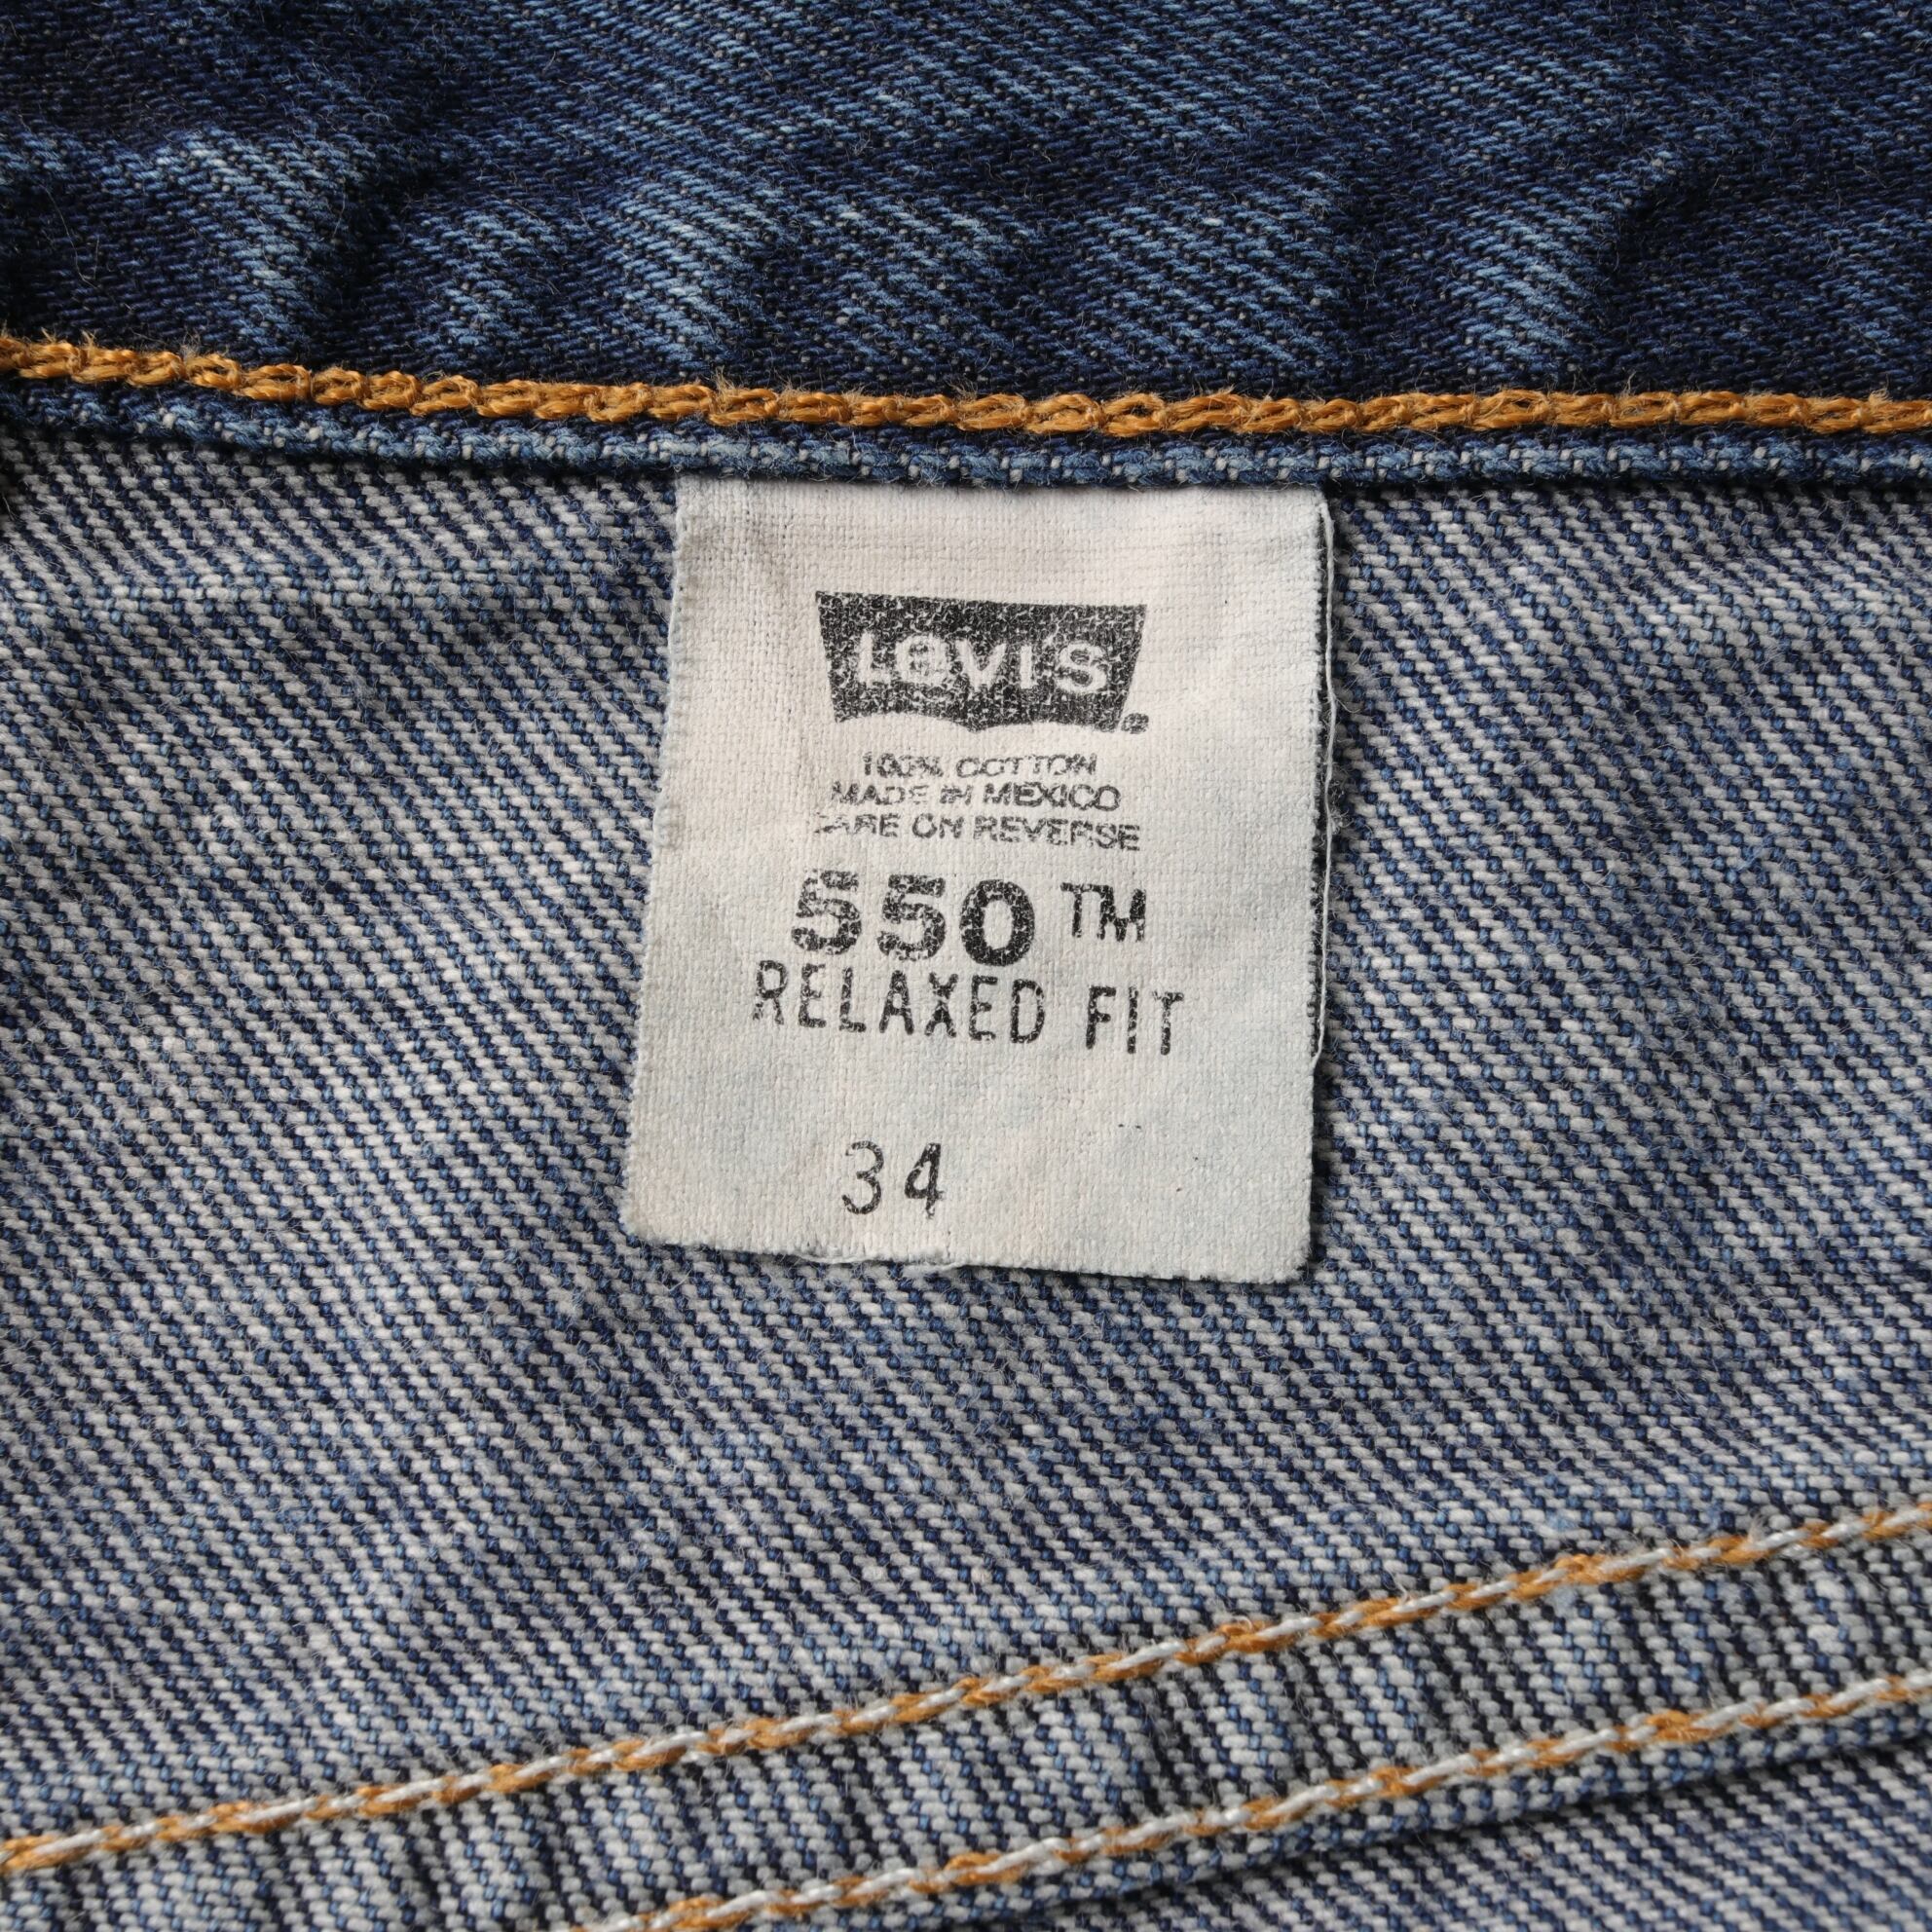 LEVI'S
100% COTTON
MADE IN MEXICO
CARE ON REVERSE
550 TM
RELAXED FIT
34